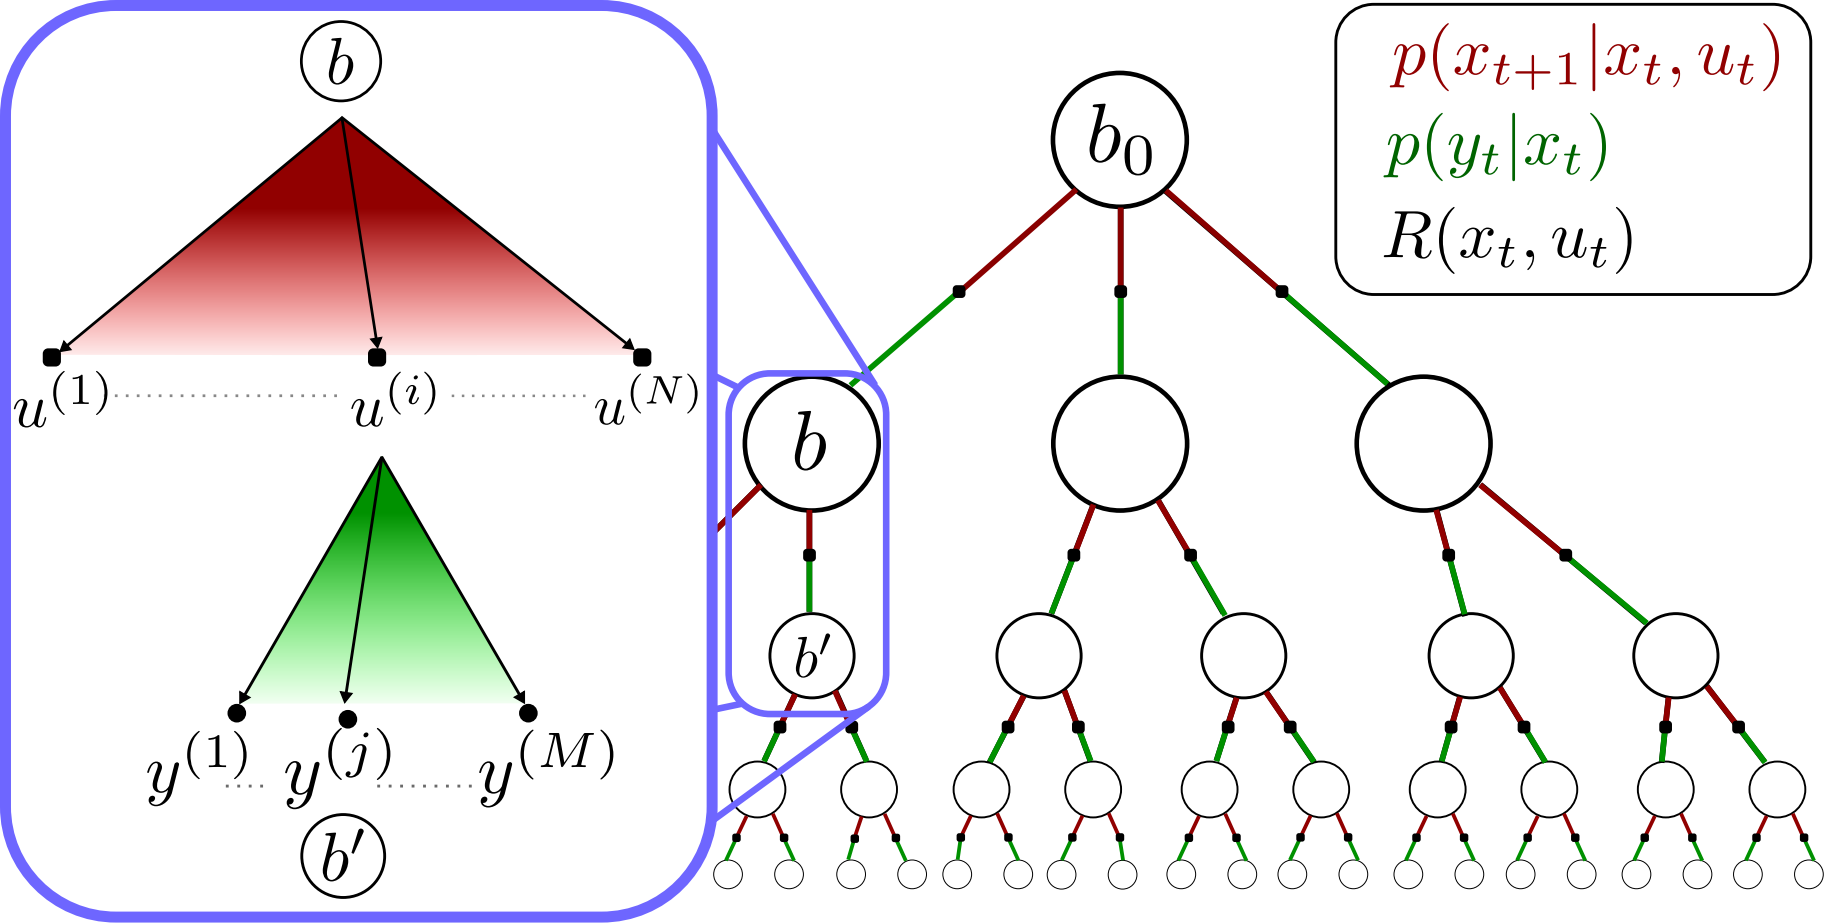 b
u^{(1)} ........ u^{(i)} ........ u^{(N)}
y^{(1)} .... y^{(j)} ........ y^{(M)}
b'
b_0
b
b'
p(x_{t+1}|x_t, u_t)
p(y_t|x_t)
R(x_t, u_t)